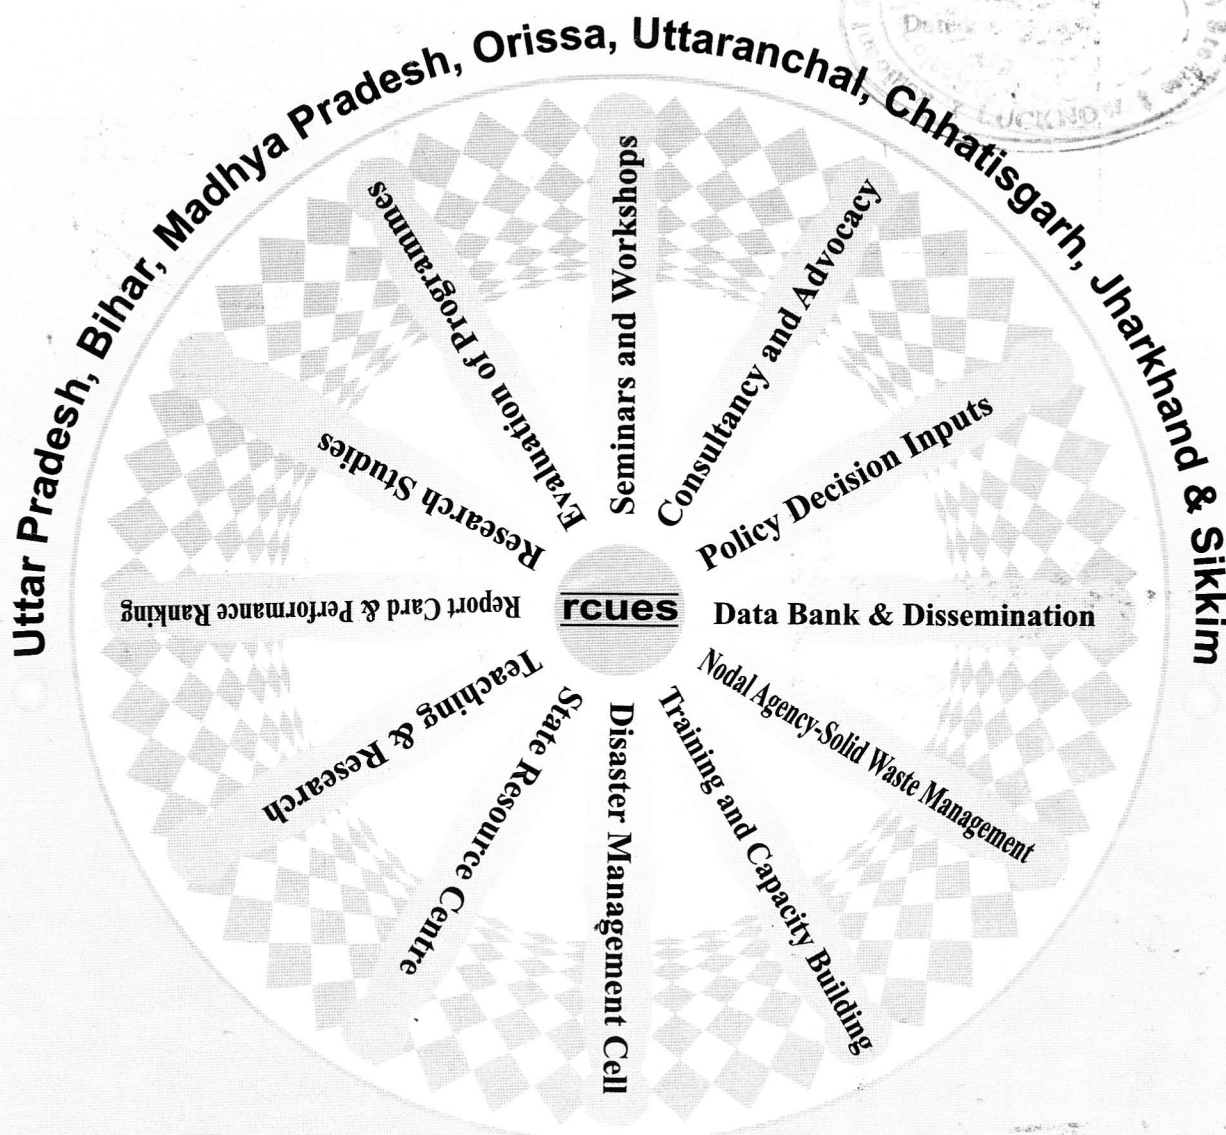 Uttar Pradesh, Bihar, Madhya Pradesh, Orissa, Uttaranchal, Chhatisgarh, Jharkhand & Sikkim
Seminars and Workshops
Consultancy and Advocacy
Policy Decision Inputs
Data Bank & Dissemination
Nodal Agency-Solid Waste Management
Training and Capacity Building
Disaster Management Cell
State Resource Centre
Teaching & Research
Report Card & Performance Ranking
Research Studies
Evaluation of Programmes
rcues
Dated
LUCKNOW